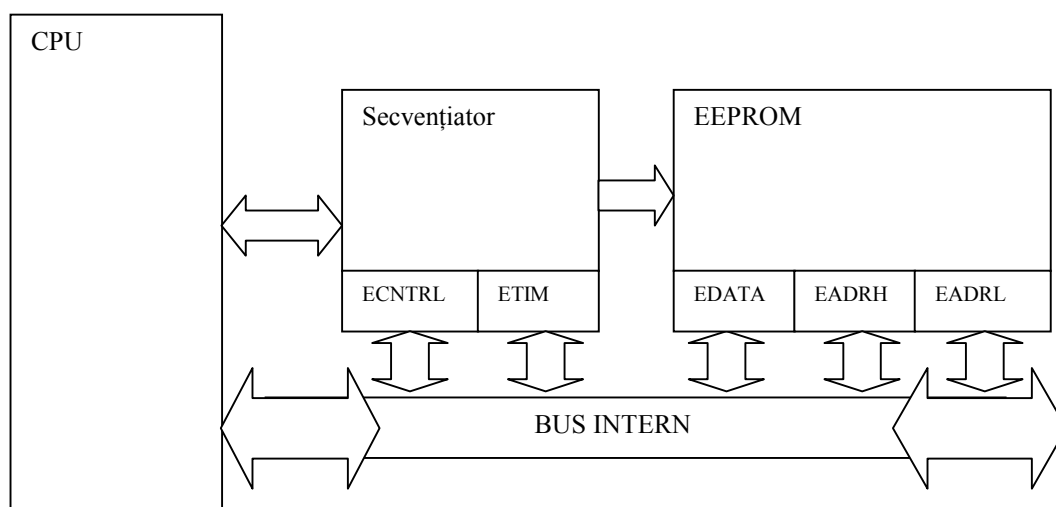 CPU
Secvențiator
EEPROM
ECNTRL
ETIM
EDATA
EADRH
EADRL
BUS INTERN